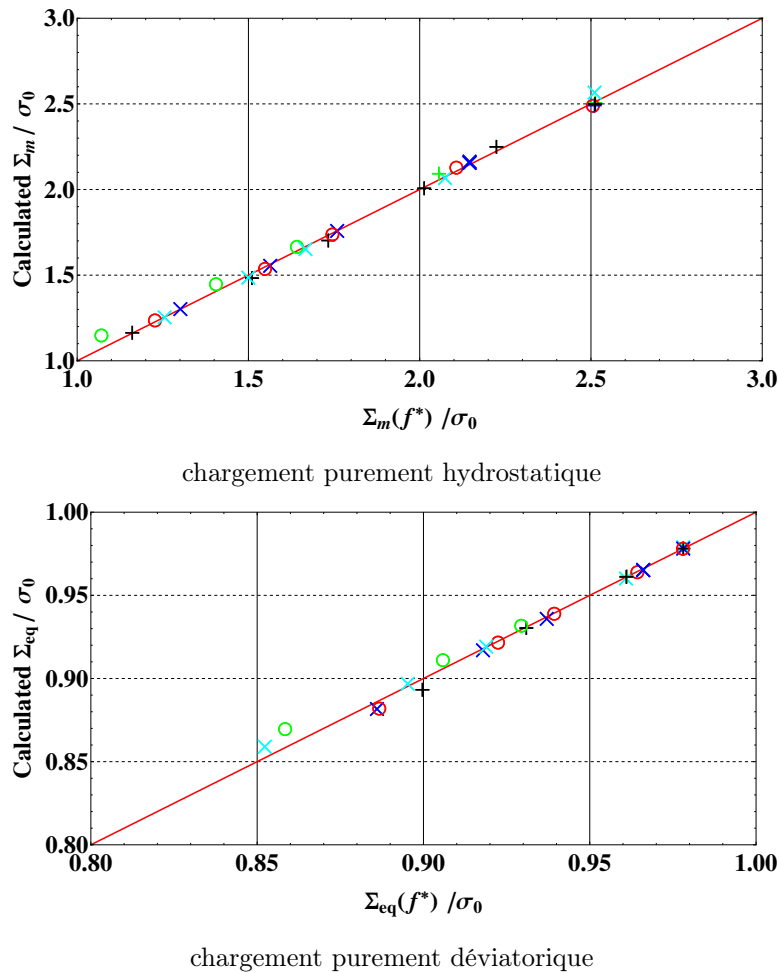 3.0
2.5
2.0
1.5
1.0
Calculated Σm / σ0
1.0 1.5 2.0 2.5 3.0
Σm(f*) /σ0
chargement purement hydrostatique
1.00
0.95
0.90
0.85
0.80
Calculated Σeq / σ0
0.80 0.85 0.90 0.95 1.00
Σeq(f*) /σ0
chargement purement déviatorique